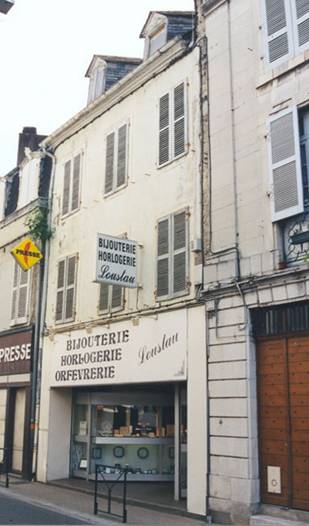 PRESSE
BIJOUTERIE
HORLOGERIE
Loustau
PRESSE
BIJOUTERIE
HORLOGERIE
ORFEVRERIE
Loustau